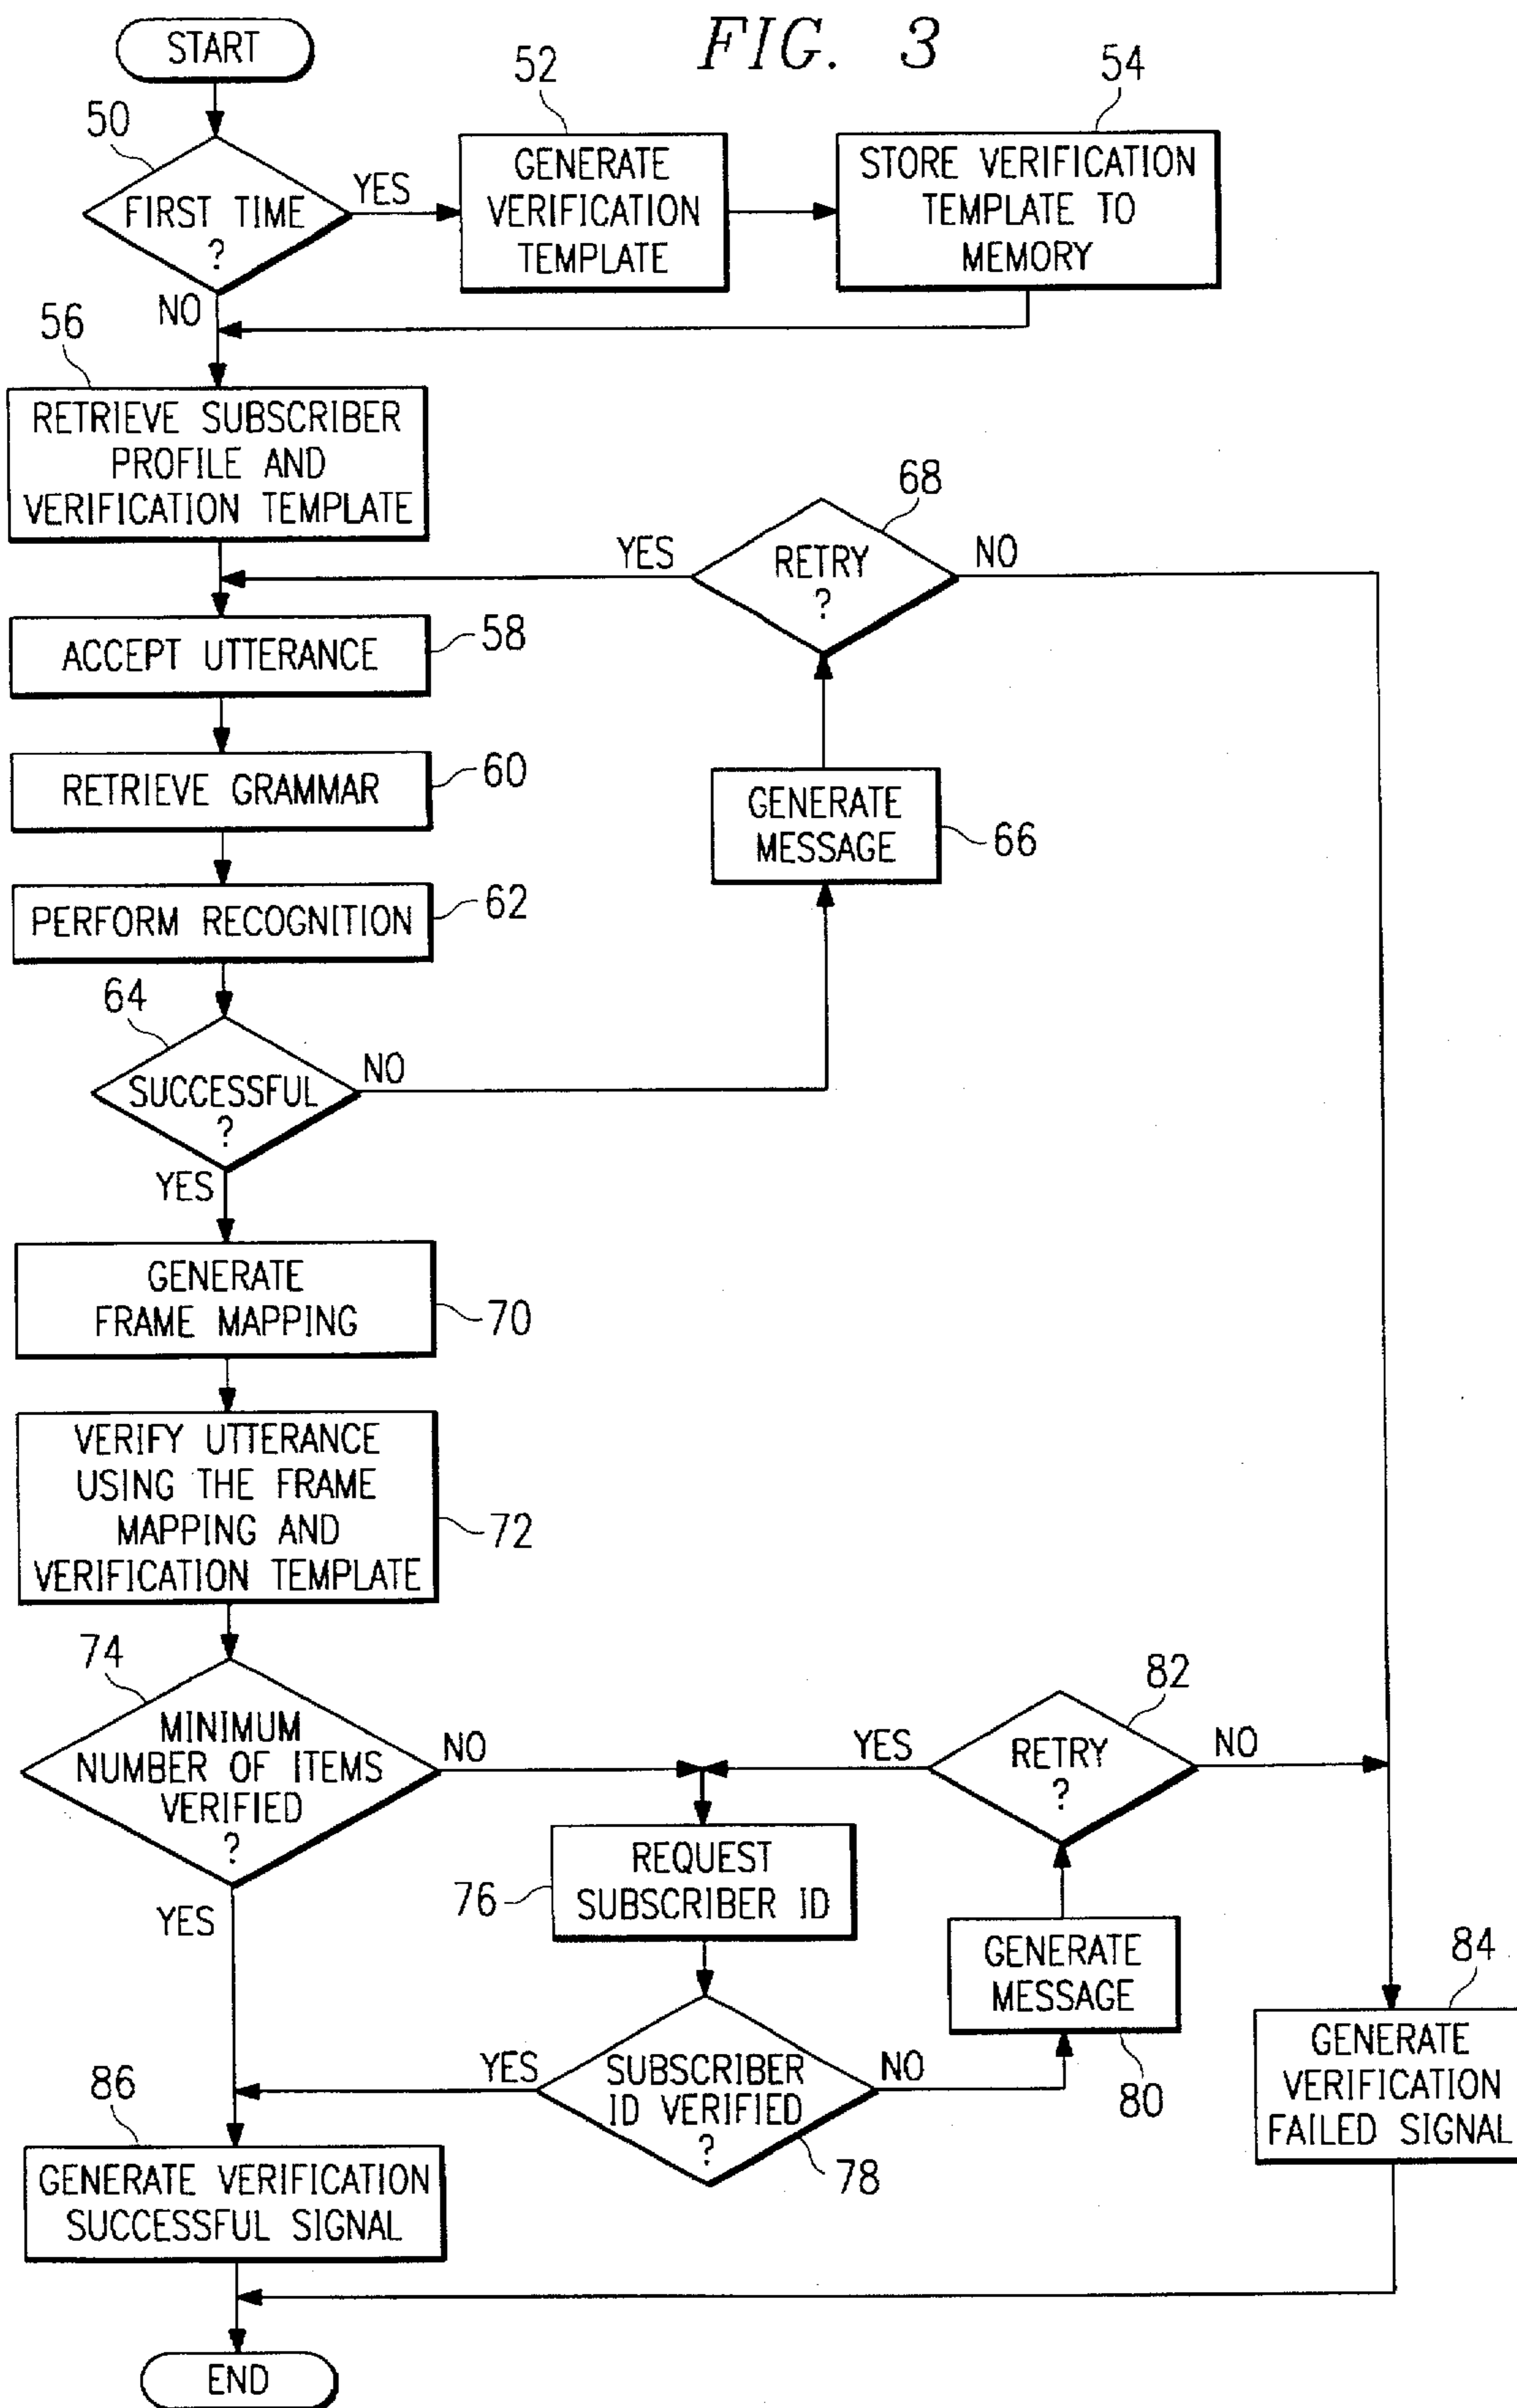 FIG. 3
START
50
FIRST TIME
?
YES
NO
52
GENERATE
VERIFICATION
TEMPLATE
54
STORE VERIFICATION
TEMPLATE TO
MEMORY
56
RETRIEVE SUBSCRIBER
PROFILE AND
VERIFICATION TEMPLATE
68
RETRY
?
YES
NO
ACCEPT UTTERANCE
58
RETRIEVE GRAMMAR
60
GENERATE
MESSAGE
66
PERFORM RECOGNITION
62
64
SUCCESSFUL
?
NO
YES
GENERATE
FRAME MAPPING
70
VERIFY UTTERANCE
USING THE FRAME
MAPPING AND
VERIFICATION TEMPLATE
72
74
MINIMUM
NUMBER OF ITEMS
VERIFIED
?
NO
YES
82
RETRY
?
YES
NO
REQUEST
SUBSCRIBER ID
76
GENERATE
MESSAGE
80
84
GENERATE
VERIFICATION
FAILED SIGNAL
SUBSCRIBER
ID VERIFIED
?
YES
NO
78
86
GENERATE VERIFICATION
SUCCESSFUL SIGNAL
END